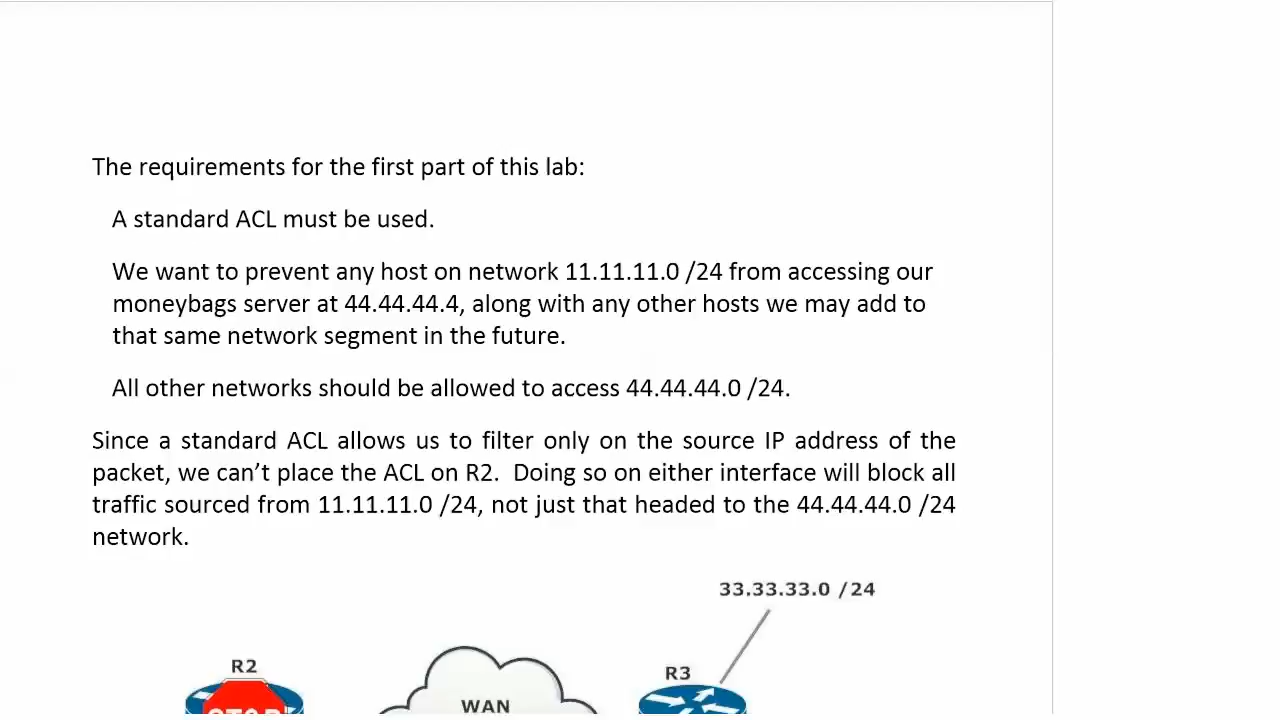 The requirements for the first part of this lab:
A standard ACL must be used.
We want to prevent any host on network 11.11.11.0 /24 from accessing our
moneybags server at 44.44.44.4, along with any other hosts we may add to
that same network segment in the future.
All other networks should be allowed to access 44.44.44.0 /24.
Since a standard ACL allows us to filter only on the source IP address of the
packet, we can’t place the ACL on R2.  Doing so on either interface will block all
traffic sourced from 11.11.11.0 /24, not just that headed to the 44.44.44.0 /24
network.
33.33.33.0 /24
R2
R3
WAN
STOP